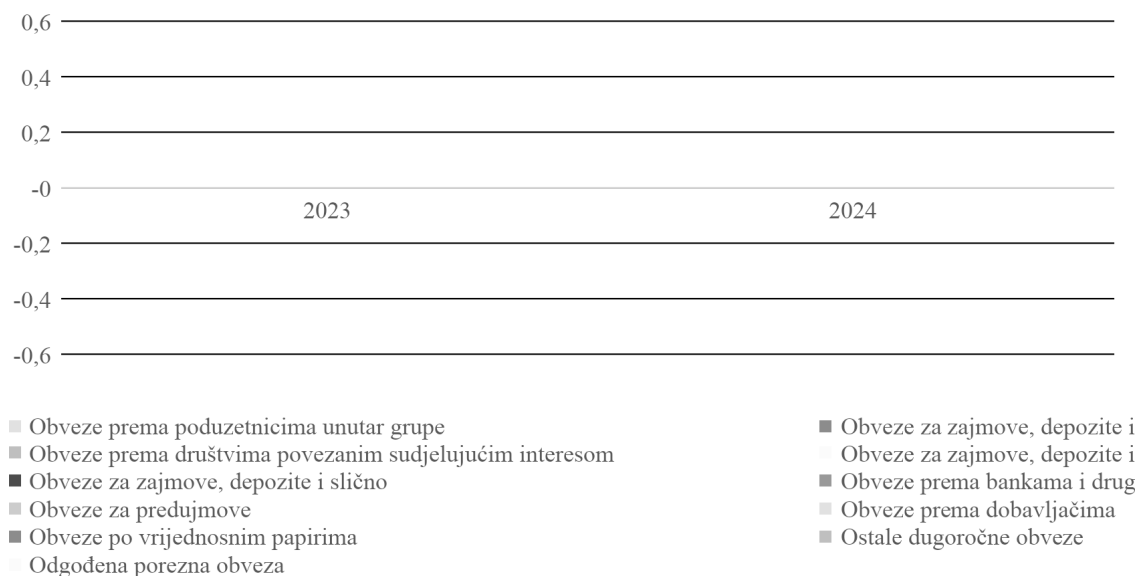 0,6
0,4
0,2
-0
2023 2024
-0,2
-0,4
-0,6
Obveze prema poduzetnicima unutar grupe
Obveze za zajmove, depozite i
Obveze prema društvima povezanim sudjelujućim interesom
Obveze za zajmove, depozite i
Obveze za zajmove, depozite i slično
Obveze prema bankama i drug
Obveze za predujmove
Obveze prema dobavljačima
Obveze po vrijednosnim papirima
Ostale dugoročne obveze
Odgođena porezna obveza